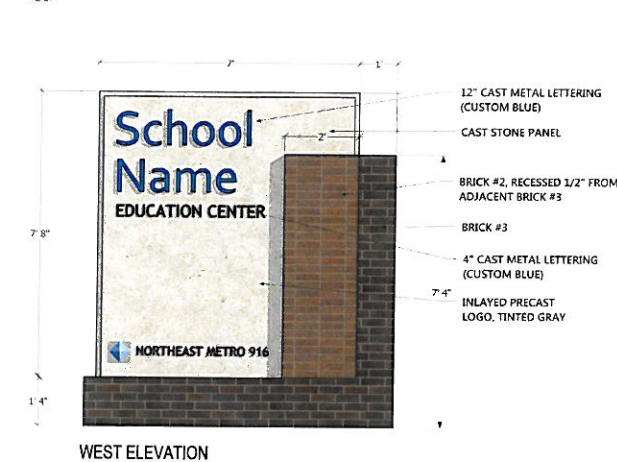 7'
1'
12" CAST METAL LETTERING
(CUSTOM BLUE)
CAST STONE PANEL
2'
School
Name
EDUCATION CENTER
BRICK #2, RECESSED 1/2" FROM
ADJACENT BRICK #3
BRICK #3
7' 8"
4" CAST METAL LETTERING
(CUSTOM BLUE)
7' 4"
INLAYED PRECAST
LOGO, TINTED GRAY
NORTHEAST METRO 916
1' 4"
WEST ELEVATION